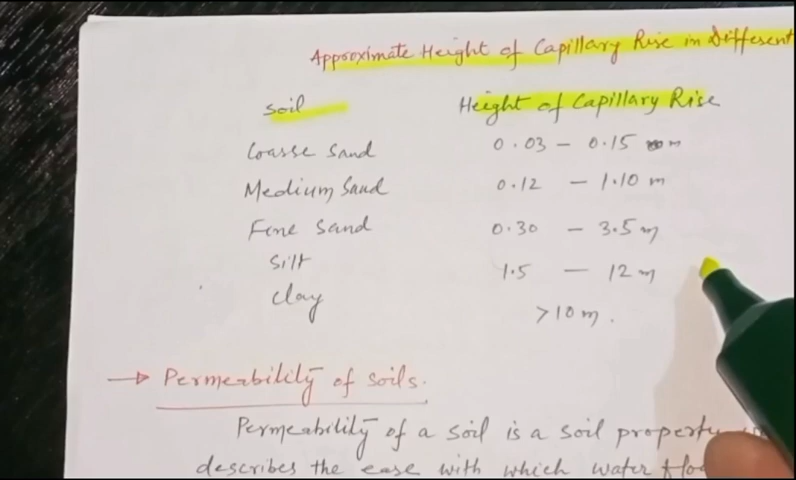 Approximate Height of Capillary Rise in Different
Soil Height of Capillary Rise
Coarse Sand 0.03 – 0.15 m
Medium Sand 0.12 – 1.10 m
Fine Sand 0.30 – 3.5 m
Silt 1.5 – 12 m
Clay >10 m.
→ Permeability of Soils.
Permeability of a Soil is a soil property
describes the ease with which water flo